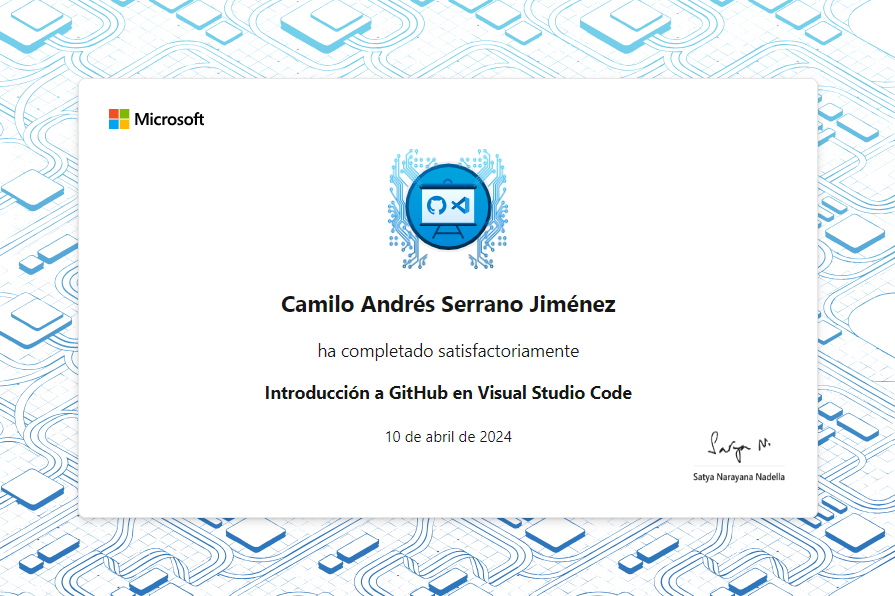 Microsoft
Camilo Andrés Serrano Jiménez
ha completado satisfactoriamente
Introducción a GitHub en Visual Studio Code
10 de abril de 2024
Satya N.
Satya Narayana Nadella